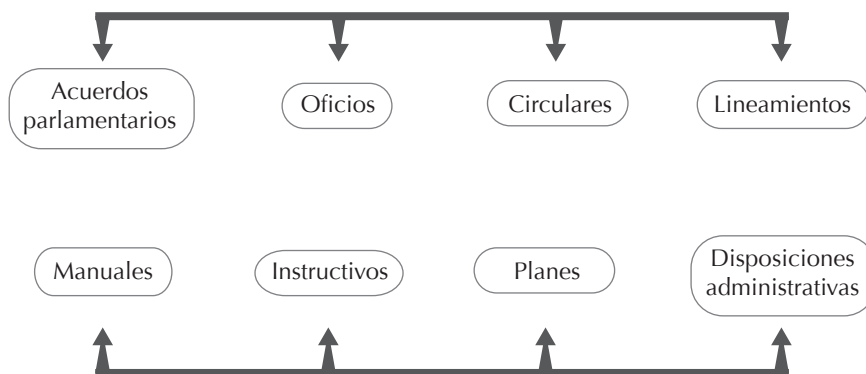 Acuerdos
parlamentarios
Oficios
Circulares
Lineamientos
Manuales
Instructivos
Planes
Disposiciones
administrativas